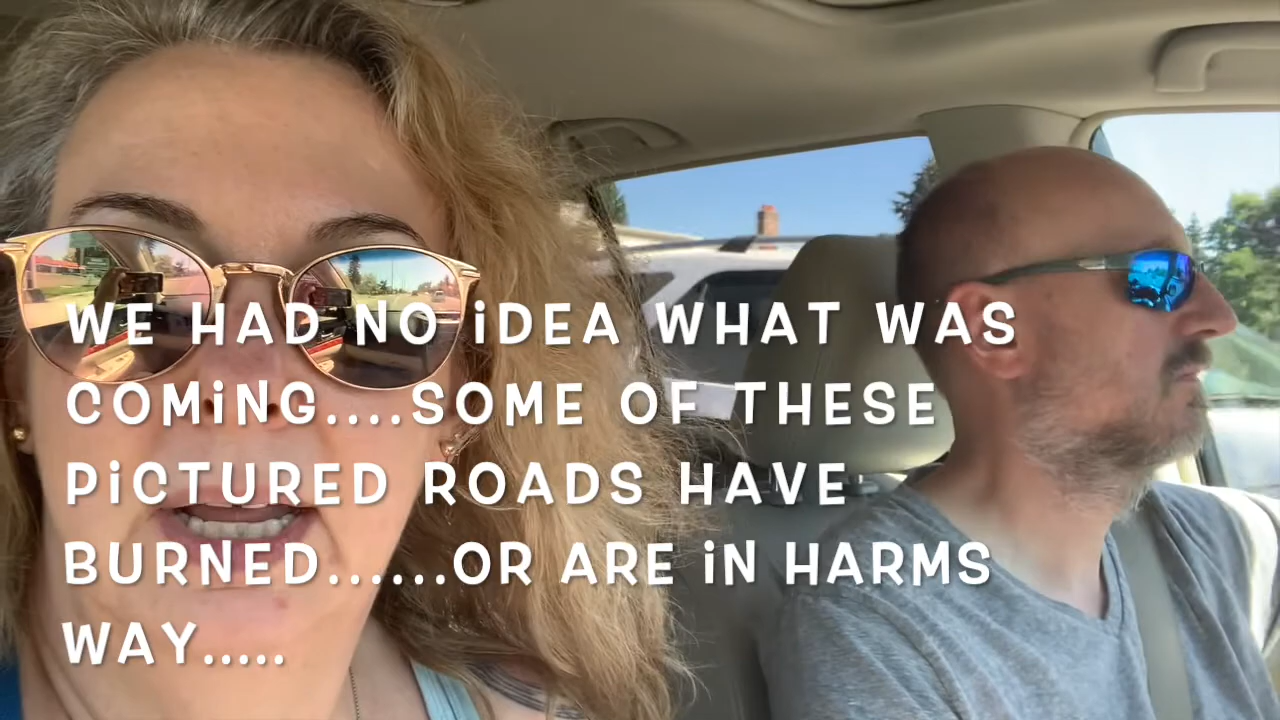 WE HAD NO iDEA WHAT WAS
COMiNG....SOME OF THESE
PiCTURED ROADS HAVE
BURNED......OR ARE iN HARMS
WAY.....